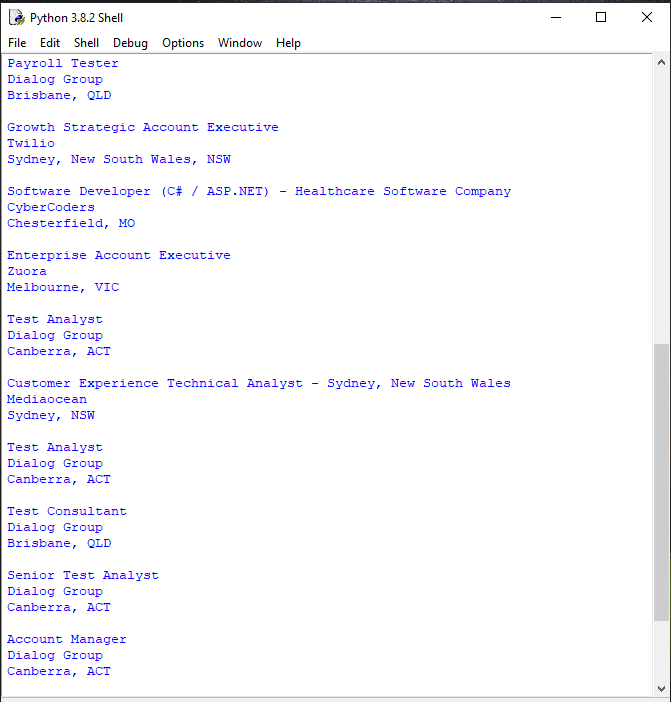 Python 3.8.2 Shell
File Edit Shell Debug Options Window Help
Payroll Tester
Dialog Group
Brisbane, QLD
Growth Strategic Account Executive
Twilio
Sydney, New South Wales, NSW
Software Developer (C# / ASP.NET) - Healthcare Software Company
CyberCoders
Chesterfield, MO
Enterprise Account Executive
Zuora
Melbourne, VIC
Test Analyst
Dialog Group
Canberra, ACT
Customer Experience Technical Analyst - Sydney, New South Wales
Mediaocean
Sydney, NSW
Test Analyst
Dialog Group
Canberra, ACT
Test Consultant
Dialog Group
Brisbane, QLD
Senior Test Analyst
Dialog Group
Canberra, ACT
Account Manager
Dialog Group
Canberra, ACT